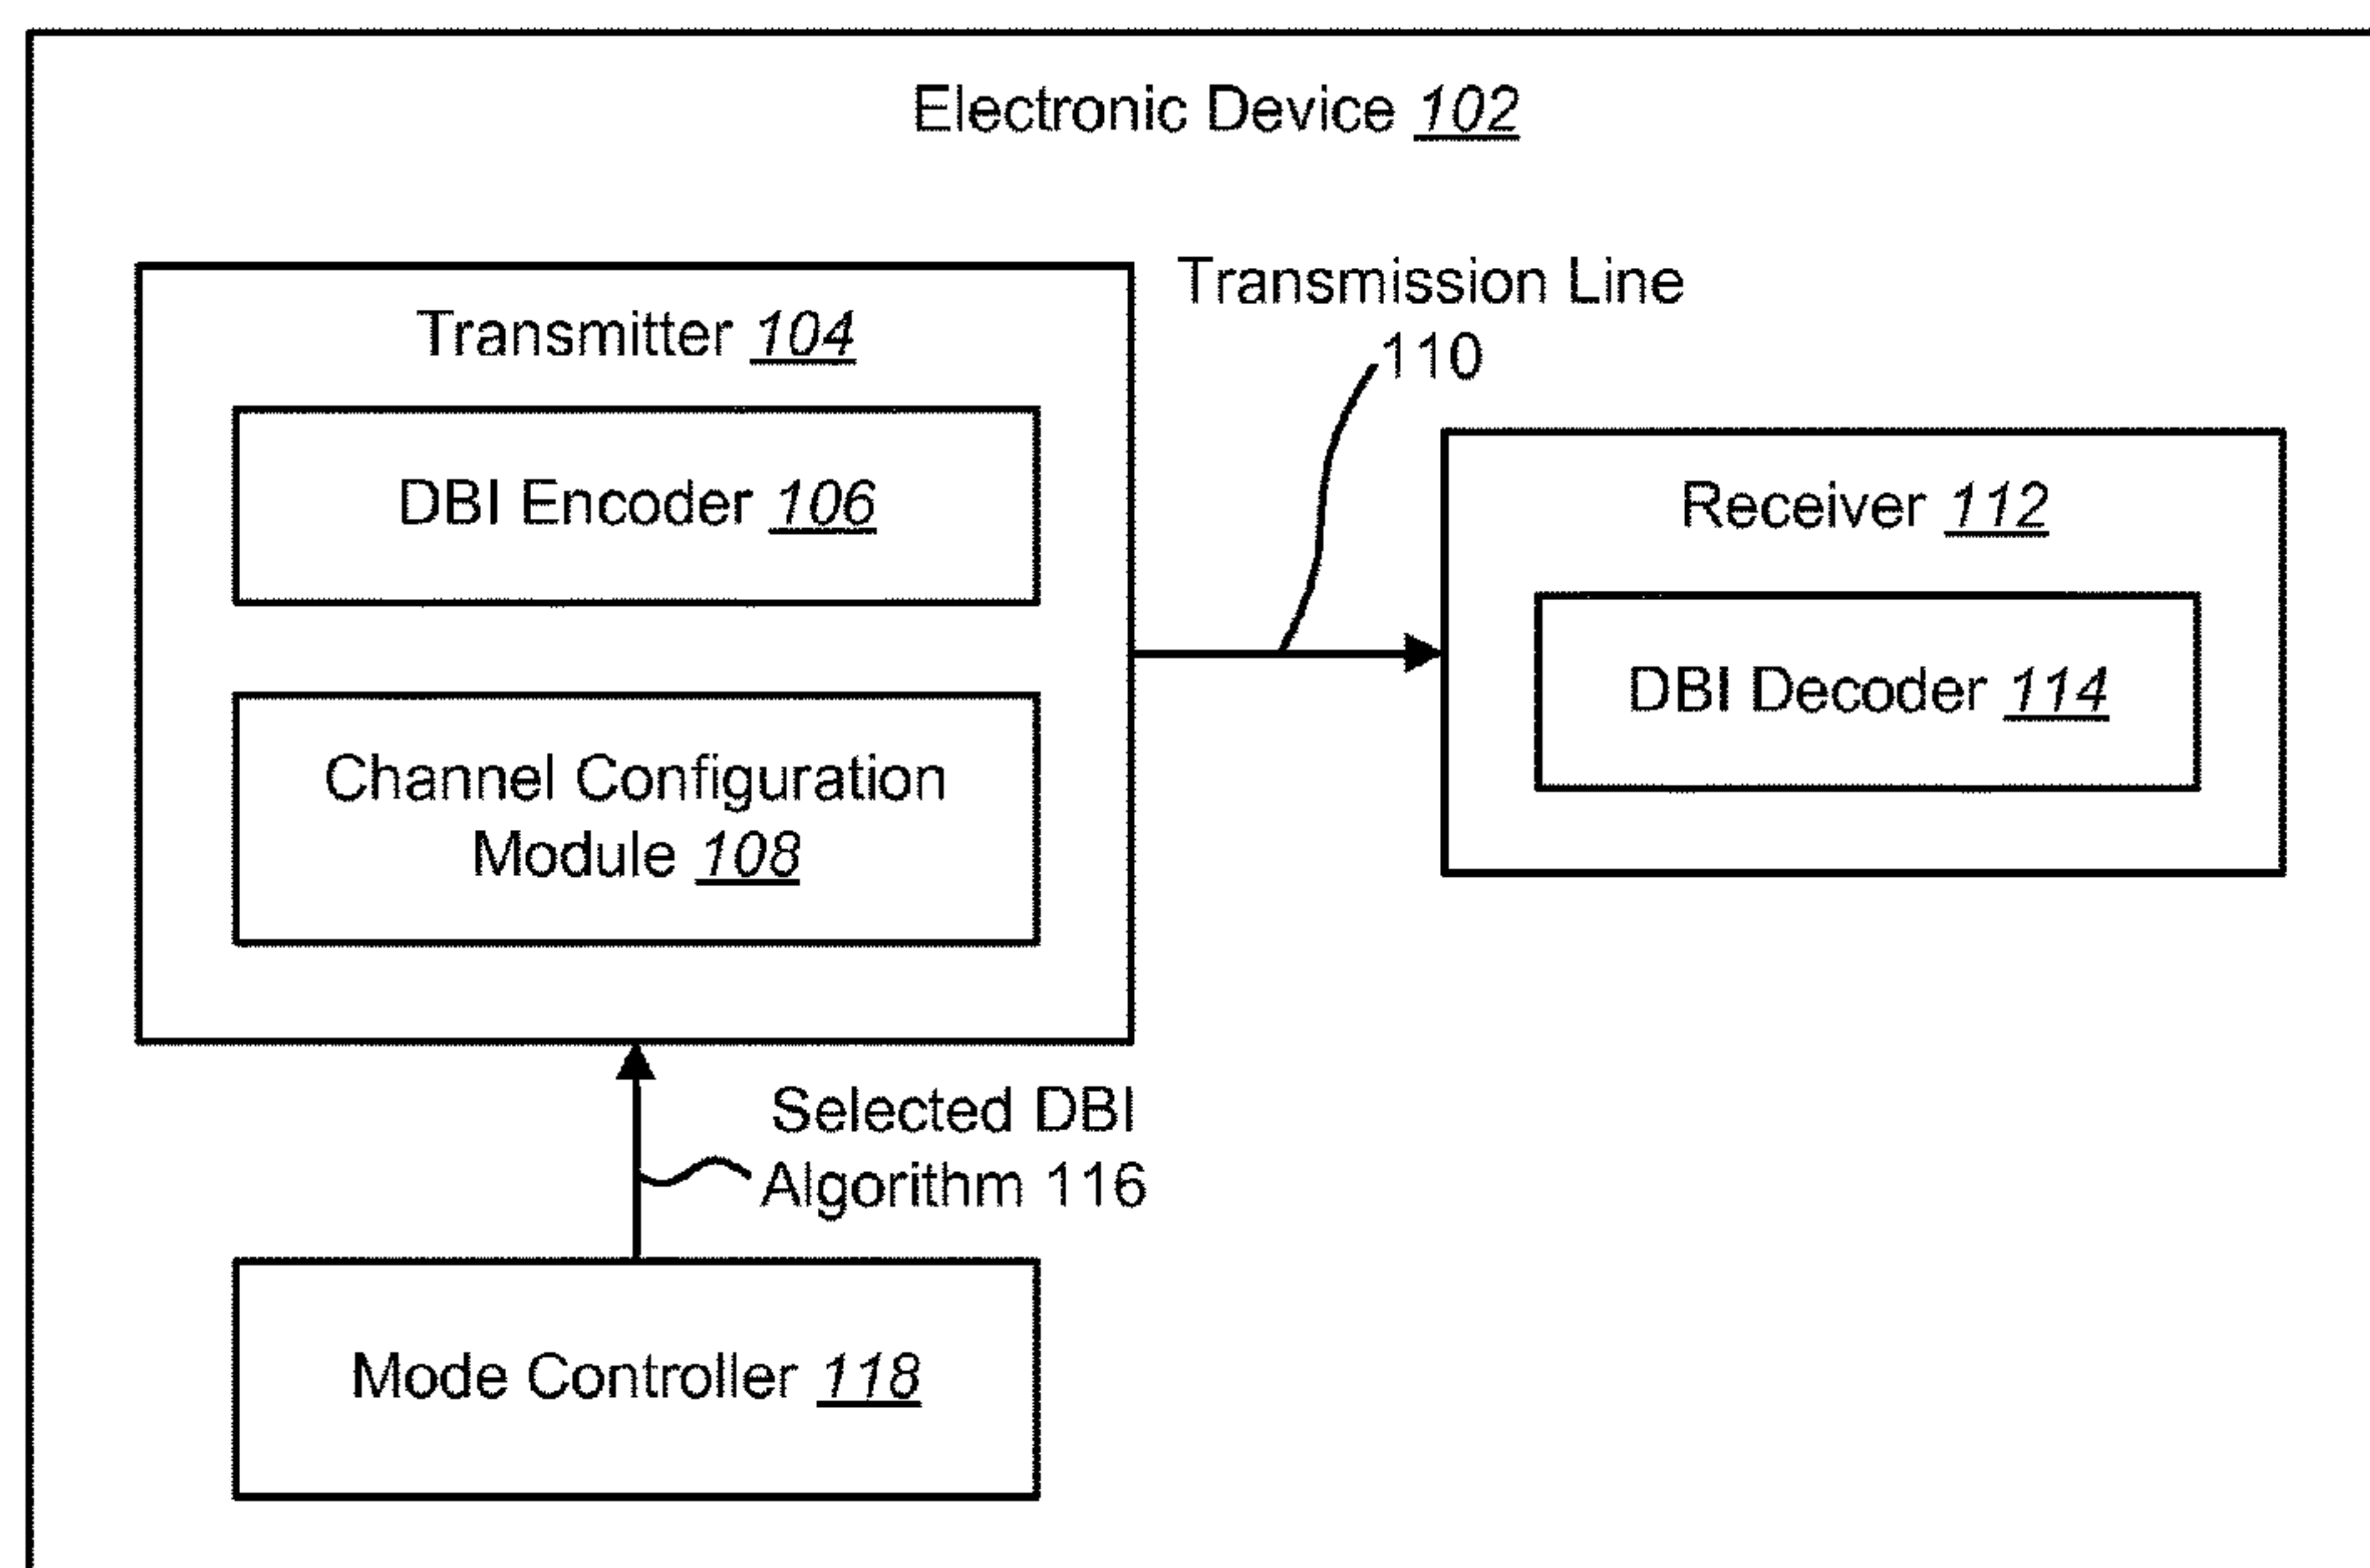 Electronic Device 102
Transmitter 104
DBI Encoder 106
Channel Configuration
Module 108
Transmission Line
110
Receiver 112
DBI Decoder 114
Selected DBI
Algorithm 116
Mode Controller 118